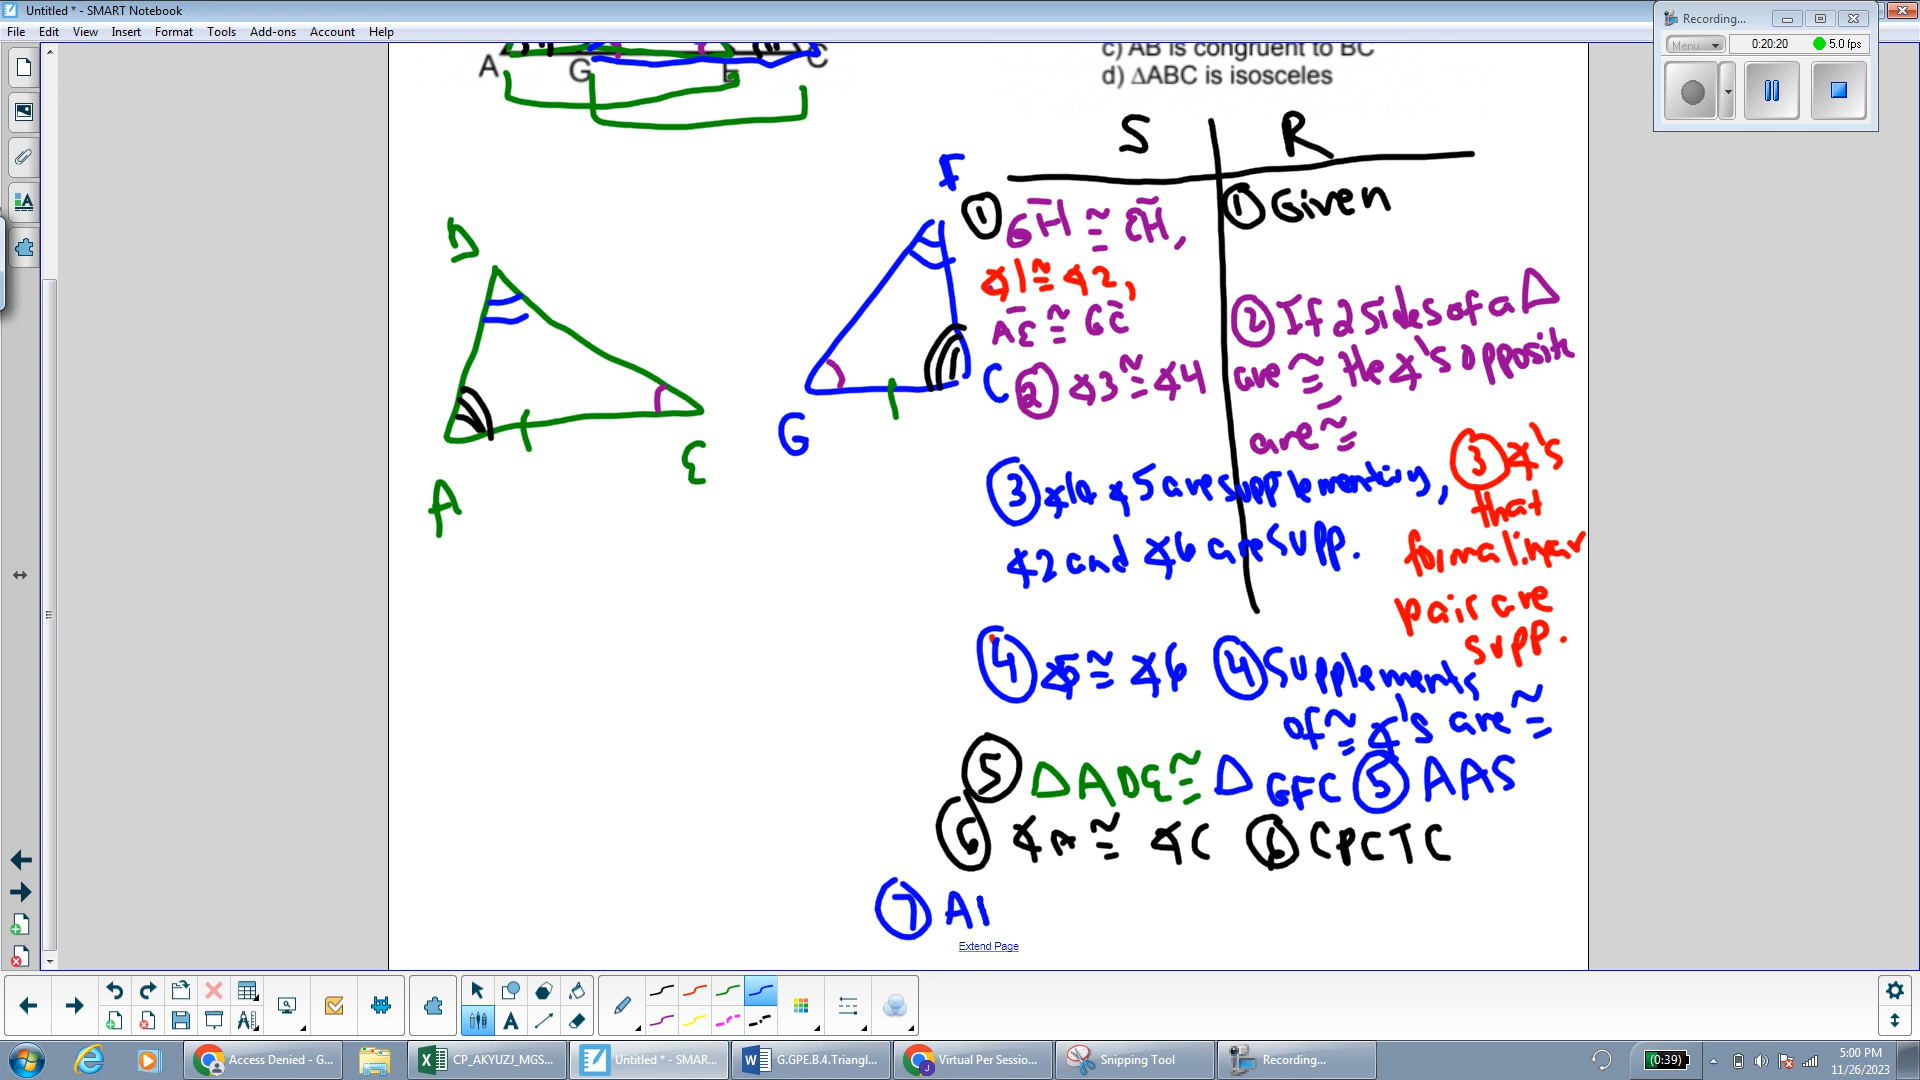 Untitled * - SMART Notebook
File Edit View Insert Format Tools Add-ons Account Help
Recording...
Menu 0:20:20 5.0 fps
A G E C
c) AB is congruent to BC
d) ∆ABC is isosceles
S R
① GH ≅ EH, ① Given
∢1 ≅ ∢2,
AE ≅ GC
② ∢3 ≅ ∢4
② If 2 sides of a ∆
are ≅ the ∢'s opposite
are ≅
③ ∢1 & ∢5 are supplementary,
∢2 and ∢6 are supp.
③ ∢'s
that
form a linear
pair are
supp.
④ ∢5 ≅ ∢6 ④ Supplements
of ≅ ∢'s are ≅
⑤ ∆ADE ≅ ∆GFC ⑤ AAS
⑥ ∢A ≅ ∢C ⑥ CPCTC
⑦ A
D
A
E
F
G
C
Extend Page
Access Denied - G...
CP_AKYUZJ_MGS...
Untitled * - SMAR...
G.GPE.B.4.Triangl...
Virtual Per Sessio...
Snipping Tool
Recording...
(0:39)
5:00 PM
11/26/2023